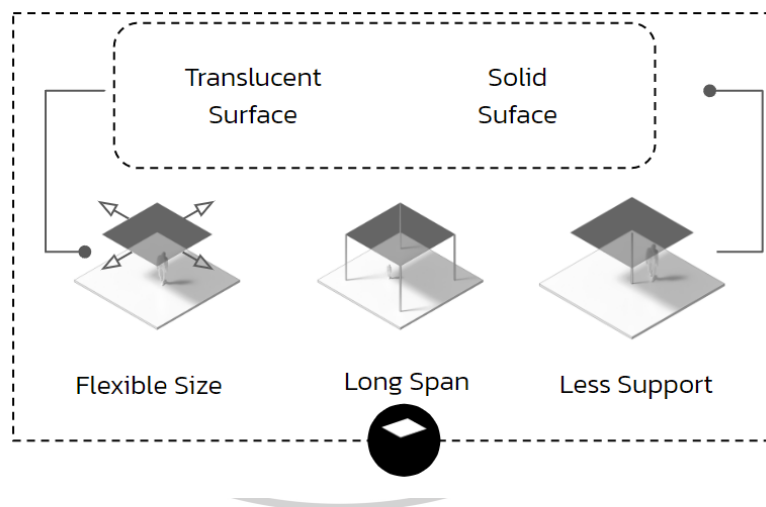 Translucent
Surface
Solid
Suface
Flexible Size
Long Span
Less Support